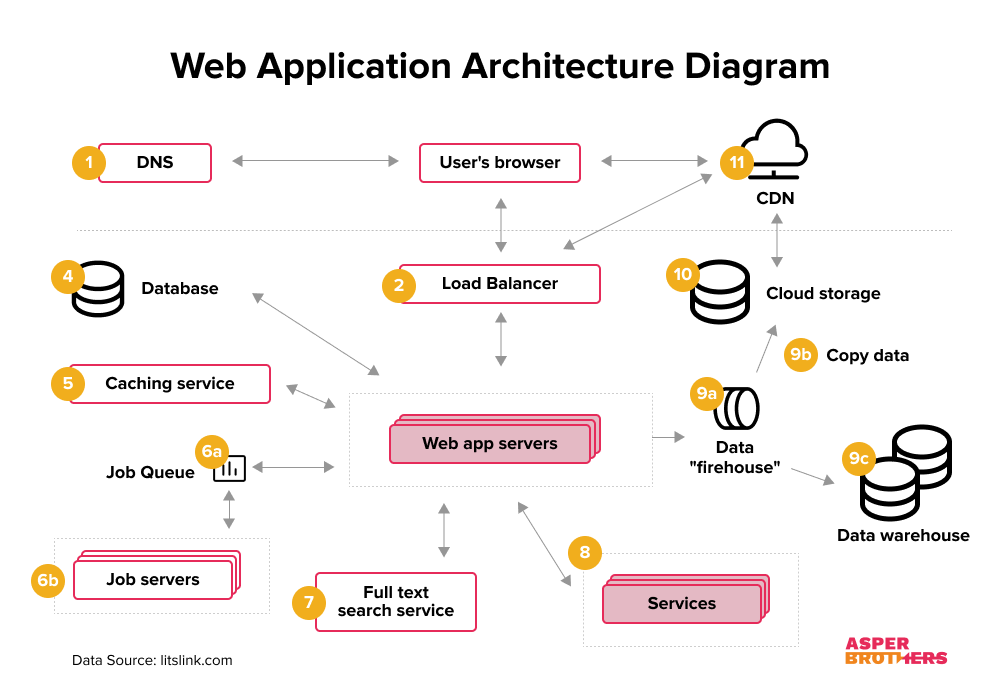 Web Application Architecture Diagram
1
DNS
User's browser
11
CDN
4
Database
2
Load Balancer
10
Cloud storage
9b
Copy data
5
Caching service
9a
Data
"firehouse"
Web app servers
6a
Job Queue
9c
Data warehouse
6b
Job servers
7
Full text
search service
8
Services
Data Source: litslink.com
ASPER
BROTHERS